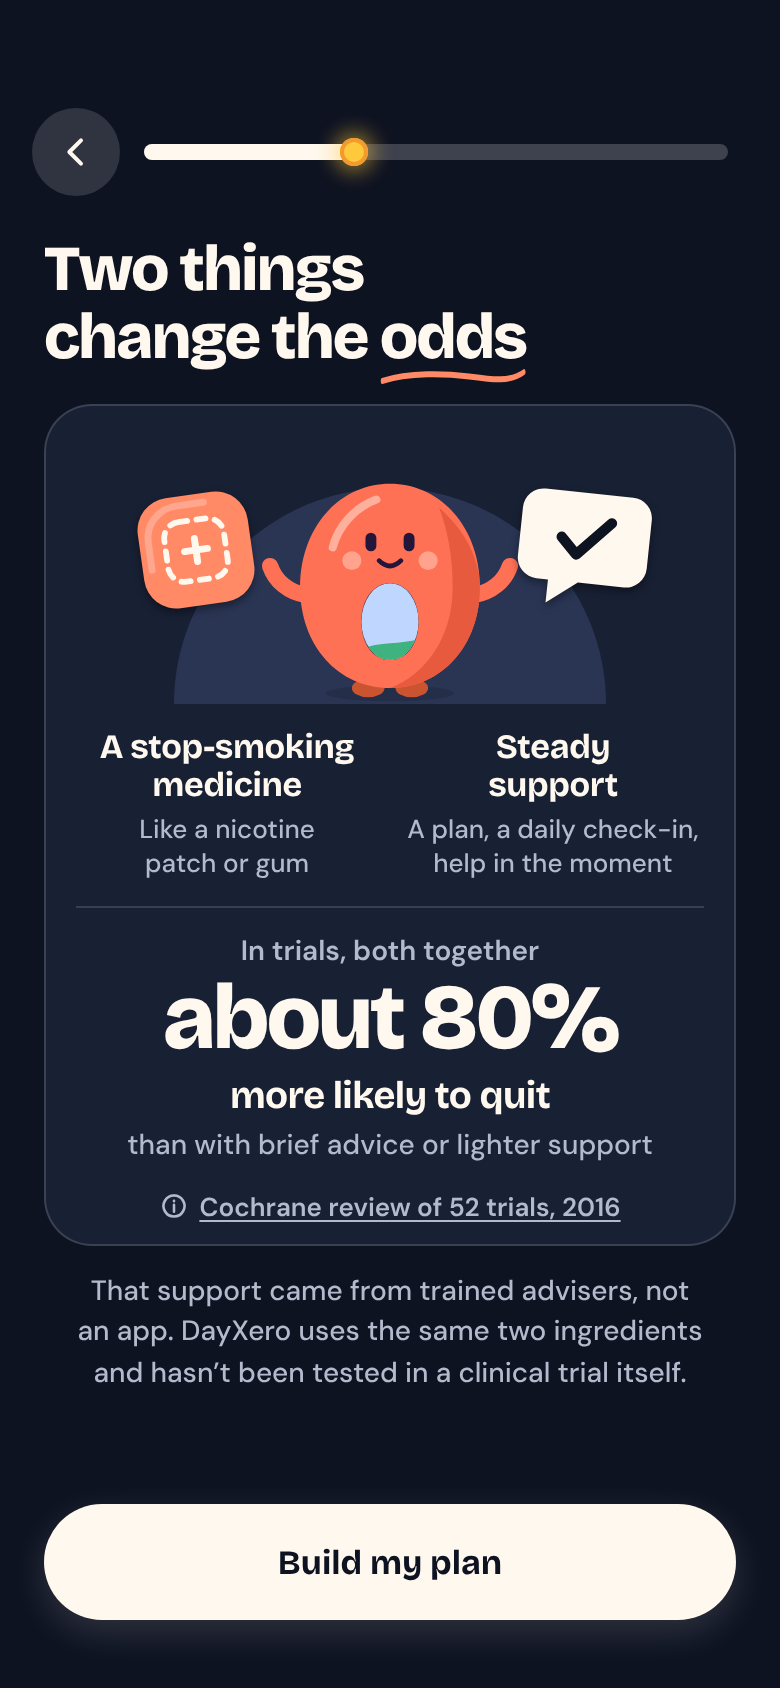 Two things
change the odds
A stop-smoking
medicine
Like a nicotine
patch or gum
Steady
support
A plan, a daily check-in,
help in the moment
In trials, both together
about 80%
more likely to quit
than with brief advice or lighter support
Cochrane review of 52 trials, 2016
That support came from trained advisers, not
an app. DayXero uses the same two ingredients
and hasn’t been tested in a clinical trial itself.
Build my plan